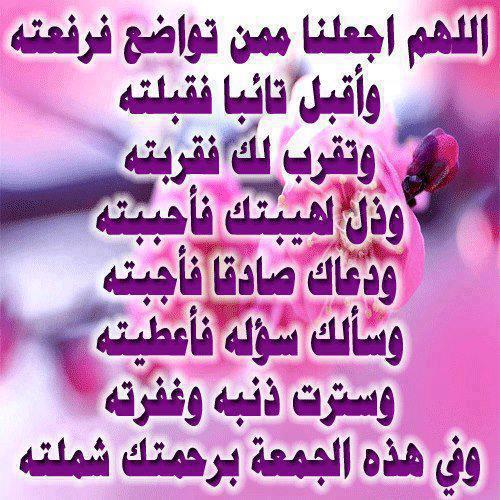 اللهم اجعلنا ممن تواضع فرفعته
وأقبل تائبا فقبلته
وتقرب لك فقربته
وذل لهيبتك فأحببته
ودعاك صادقا فأجبته
وسألك سؤله فأعطيته
وسترت ذنبه وغفرته
وفي هذه الجمعة برحمتك شملته